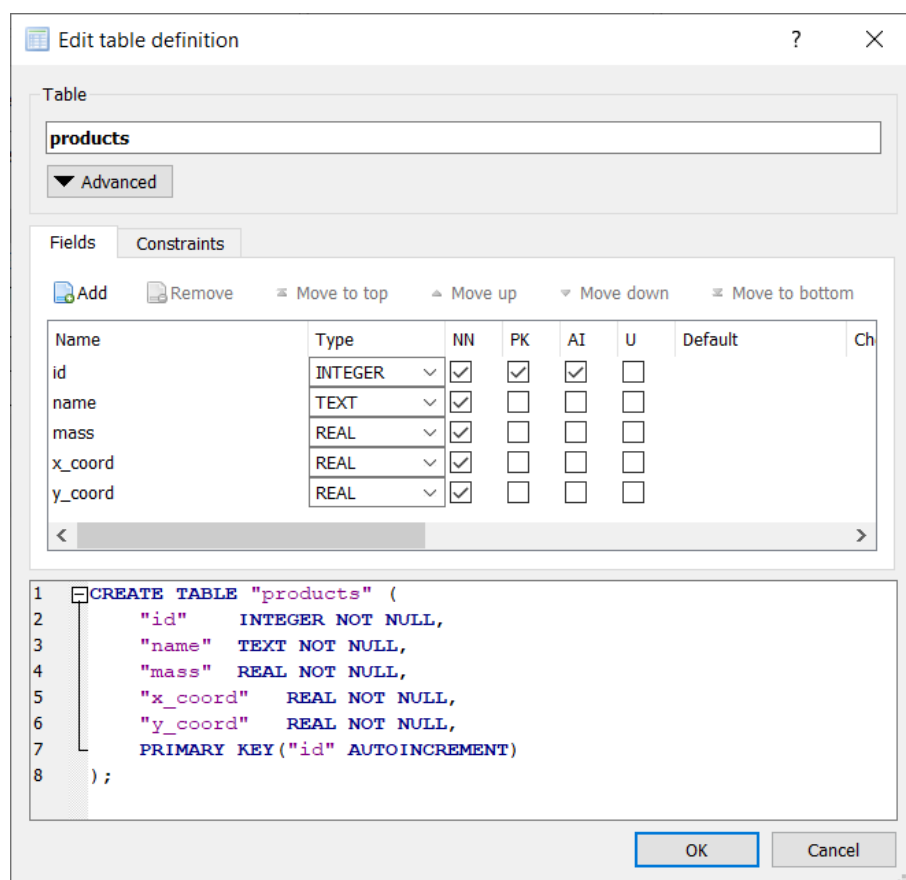 Edit table definition ?
Table
products
Advanced
Fields Constraints
Add Remove Move to top Move up Move down Move to bottom
Name Type NN PK AI U Default Ch
id INTEGER
name TEXT
mass REAL
x_coord REAL
y_coord REAL
1 CREATE TABLE "products" (
2 "id" INTEGER NOT NULL,
3 "name" TEXT NOT NULL,
4 "mass" REAL NOT NULL,
5 "x_coord" REAL NOT NULL,
6 "y_coord" REAL NOT NULL,
7 PRIMARY KEY("id" AUTOINCREMENT)
8 );
OK Cancel